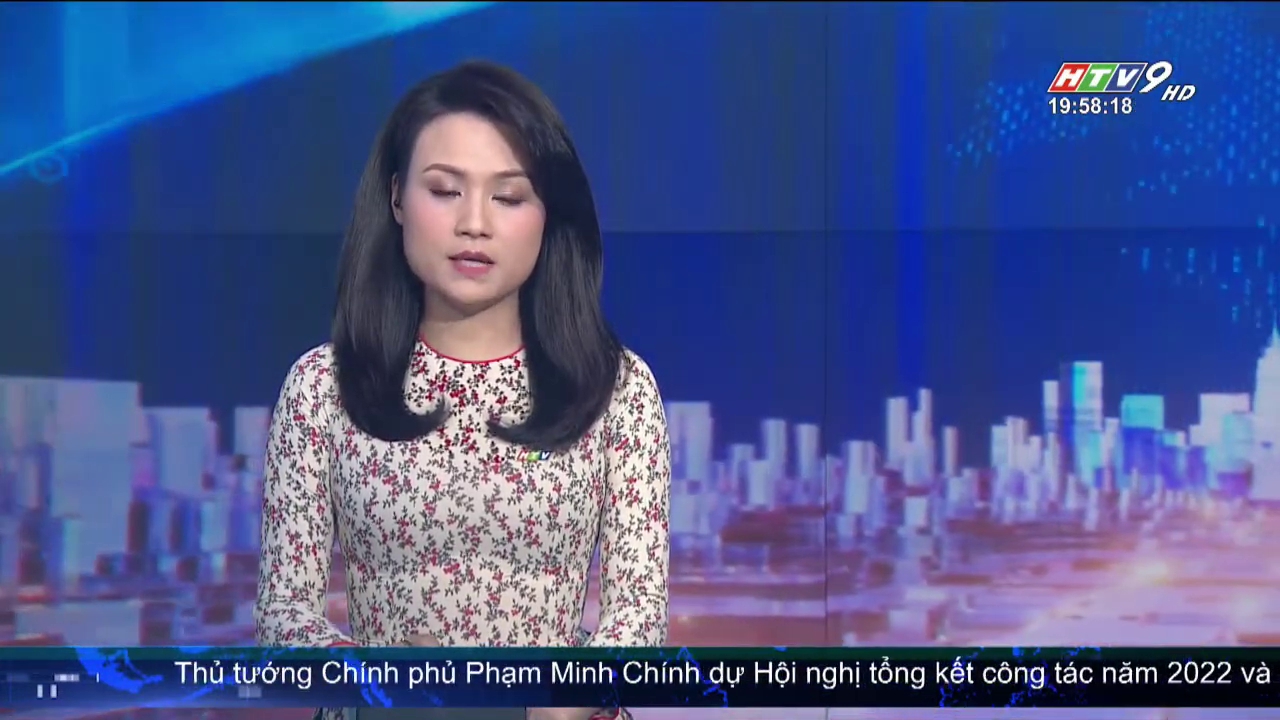 HTV9 HD
19:58:18
HTV
Thủ tướng Chính phủ Phạm Minh Chính dự Hội nghị tổng kết công tác năm 2022 và